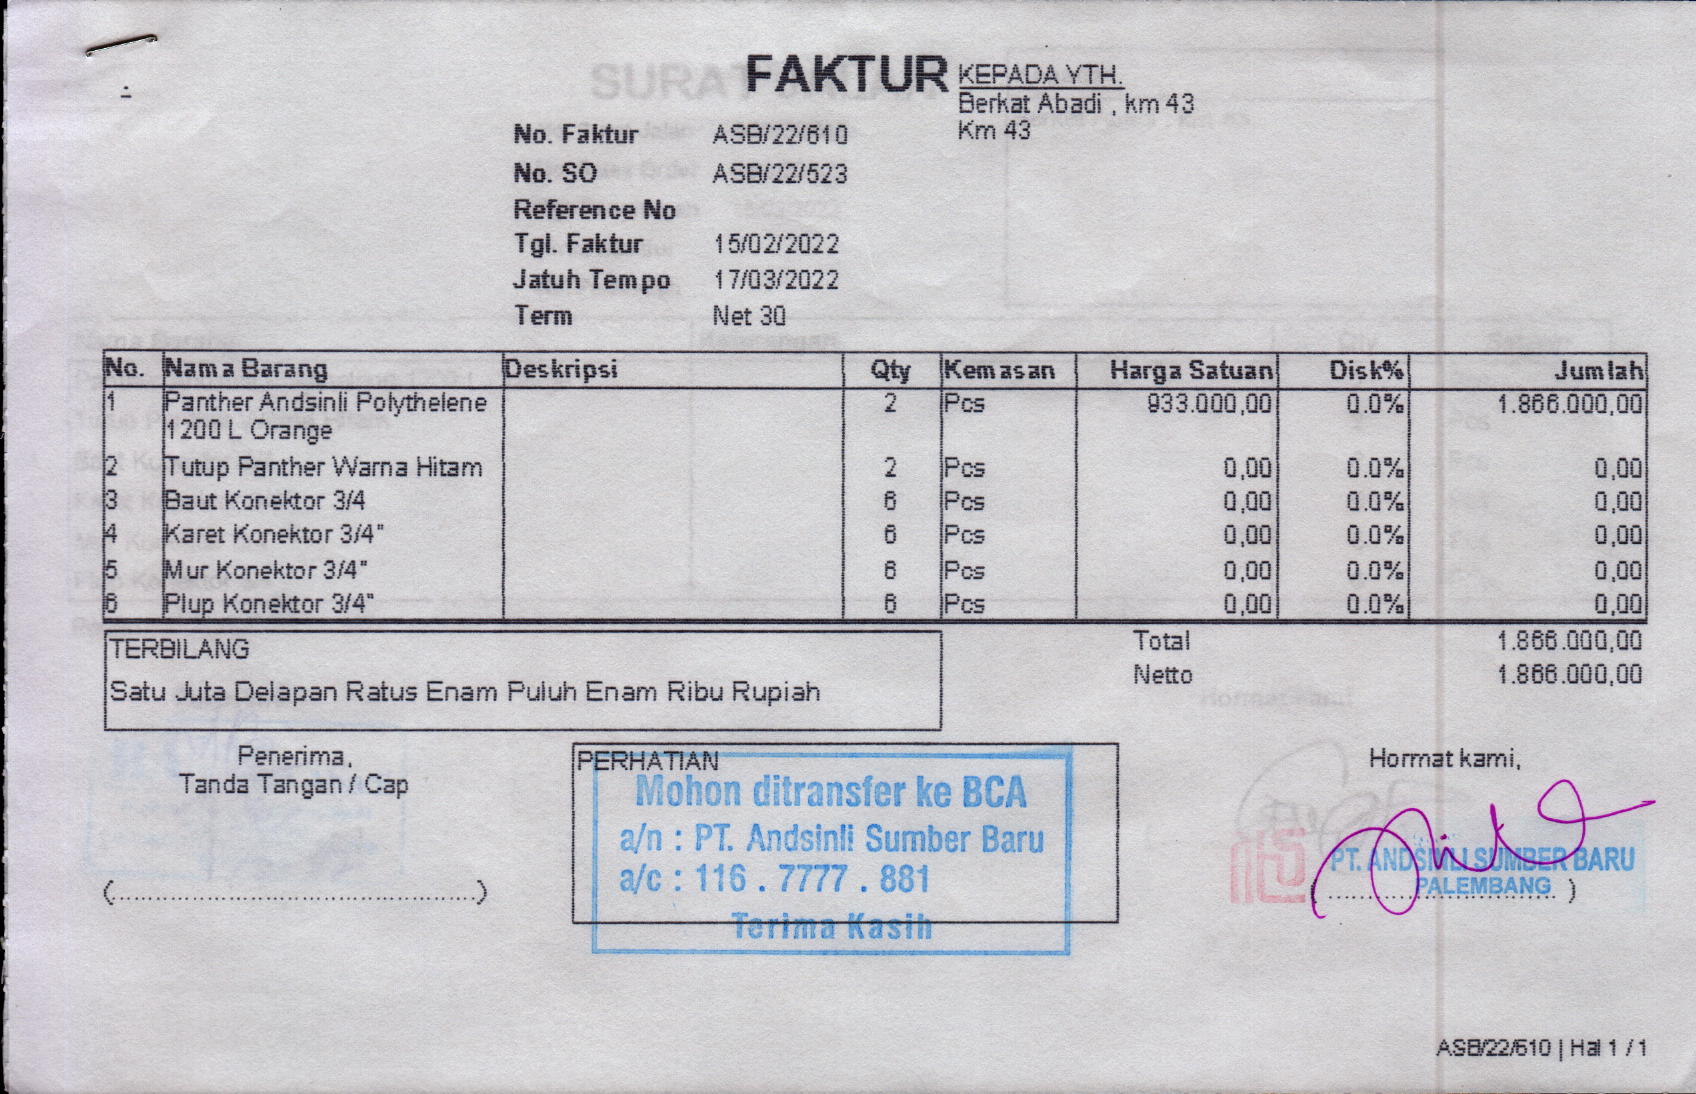 FAKTUR
KEPADA YTH.
Berkat Abadi , km 43
Km 43
No. Faktur ASB/22/610
No. SO ASB/22/523
Reference No
Tgl. Faktur 15/02/2022
Jatuh Tempo 17/03/2022
Term Net 30
No. Nama Barang Deskripsi Qty Kemasan Harga Satuan Disk% Jumlah
1 Panther Andsinli Polythelene 2 Pcs 933.000,00 0.0% 1.866.000,00
1200 L Orange
2 Tutup Panther Warna Hitam 2 Pcs 0,00 0.0% 0,00
3 Baut Konektor 3/4 6 Pcs 0,00 0.0% 0,00
4 Karet Konektor 3/4" 6 Pcs 0,00 0.0% 0,00
5 Mur Konektor 3/4" 6 Pcs 0,00 0.0% 0,00
6 Plup Konektor 3/4" 6 Pcs 0,00 0.0% 0,00
Total 1.866.000,00
Netto 1.866.000,00
TERBILANG
Satu Juta Delapan Ratus Enam Puluh Enam Ribu Rupiah
Penerima,
Tanda Tangan / Cap
(..............................................)
PERHATIAN
Mohon ditransfer ke BCA
a/n : PT. Andsinli Sumber Baru
a/c : 116 . 7777 . 881
Terima Kasih
Hormat kami,
PT. ANDSINLI SUMBER BARU
PALEMBANG
ASB/22/610 | Hal 1 / 1